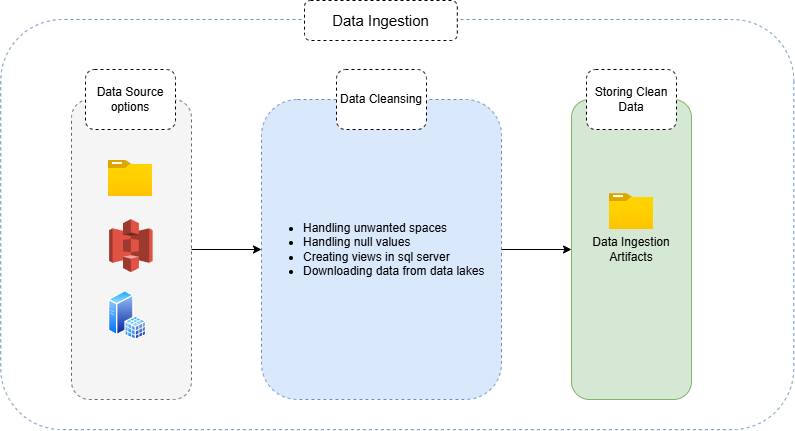 Data Ingestion
Data Source
options
Data Cleansing
Storing Clean
Data
• Handling unwanted spaces
• Handling null values
• Creating views in sql server
• Downloading data from data lakes
Data Ingestion
Artifacts